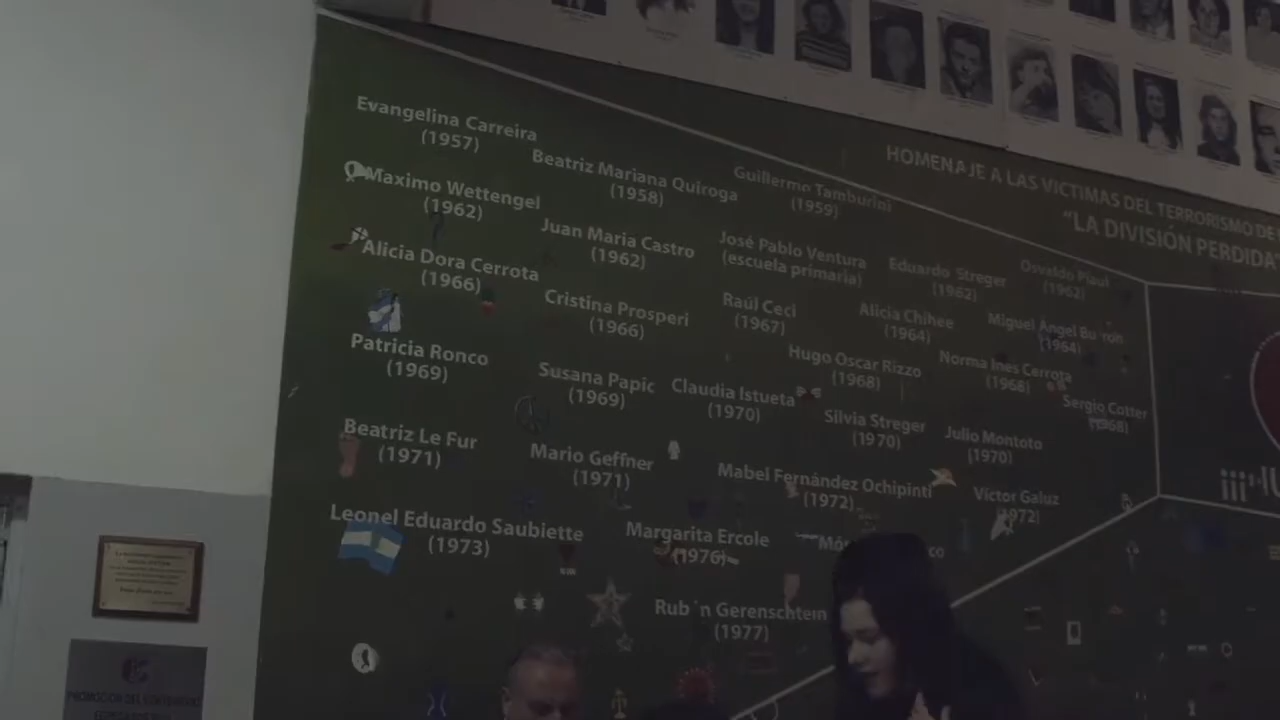 HOMENAJE A LAS VICTIMAS DEL TERRORISMO DE
"LA DIVISIÓN PERDIDA"
Evangelina Carreira
(1957)
Beatriz Mariana Quiroga
(1958)
Guillermo Tamburini
(1959)
Maximo Wettengel
(1962)
Juan Maria Castro
(1962)
José Pablo Ventura
(escuela primaria)
Eduardo Streger
(1962)
Osvaldo Plaul
(1962)
Alicia Dora Cerrota
(1966)
Cristina Prosperi
(1966)
Raúl Ceci
(1967)
Alicia Chihee
(1964)
Miguel Angel Bu ron
(1964)
Hugo Oscar Rizzo
(1968)
Norma Ines Cerrota
(1968)
Sergio Cotter
(1968)
Patricia Ronco
(1969)
Susana Papic
(1969)
Claudia Istueta
(1970)
Silvia Streger
(1970)
Julio Montoto
(1970)
Beatriz Le Fur
(1971)
Mario Geffner
(1971)
Mabel Fernández Ochipinti
(1972)
Víctor Galuz
(1972)
Leonel Eduardo Saubiette
(1973)
Margarita Ercole
(1976)
Rub n Gerenschtein
(1977)